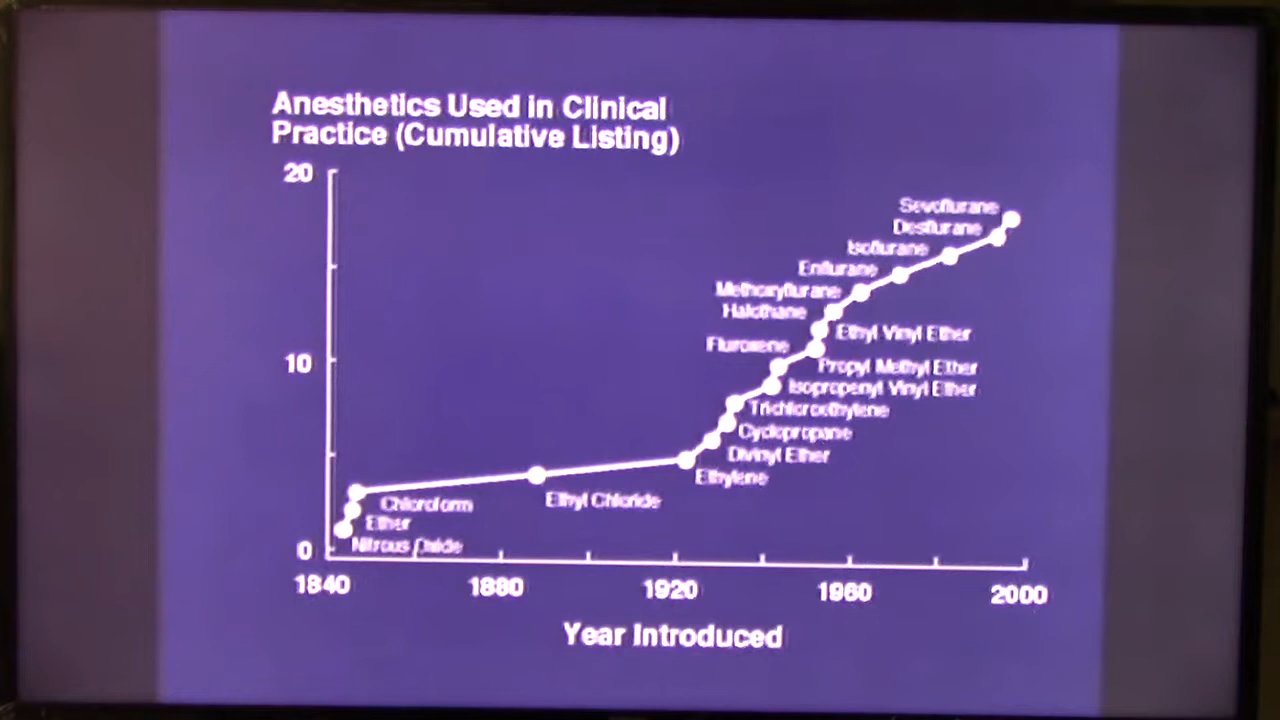 Anesthetics Used in Clinical
Practice (Cumulative Listing)
20
Sevoflurane
Desflurane
Isoflurane
Enflurane
Methoxyflurane
Halothane
Ethyl Vinyl Ether
Fluroxene
10
Propyl Methyl Ether
Isopropenyl Vinyl Ether
Trichloroethylene
Cyclopropane
Divinyl Ether
Ethylene
Ethyl Chloride
Chloroform
Ether
Nitrous Oxide
0
1840 1880 1920 1960 2000
Year Introduced